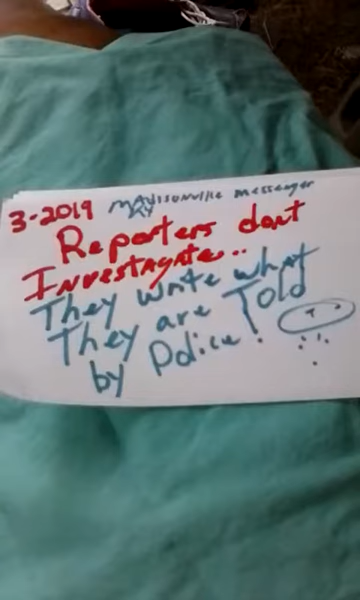 3-2019 MADisonville messenger
KY
Reporters dont
Investagate..
They write what
They are Told
by Police!